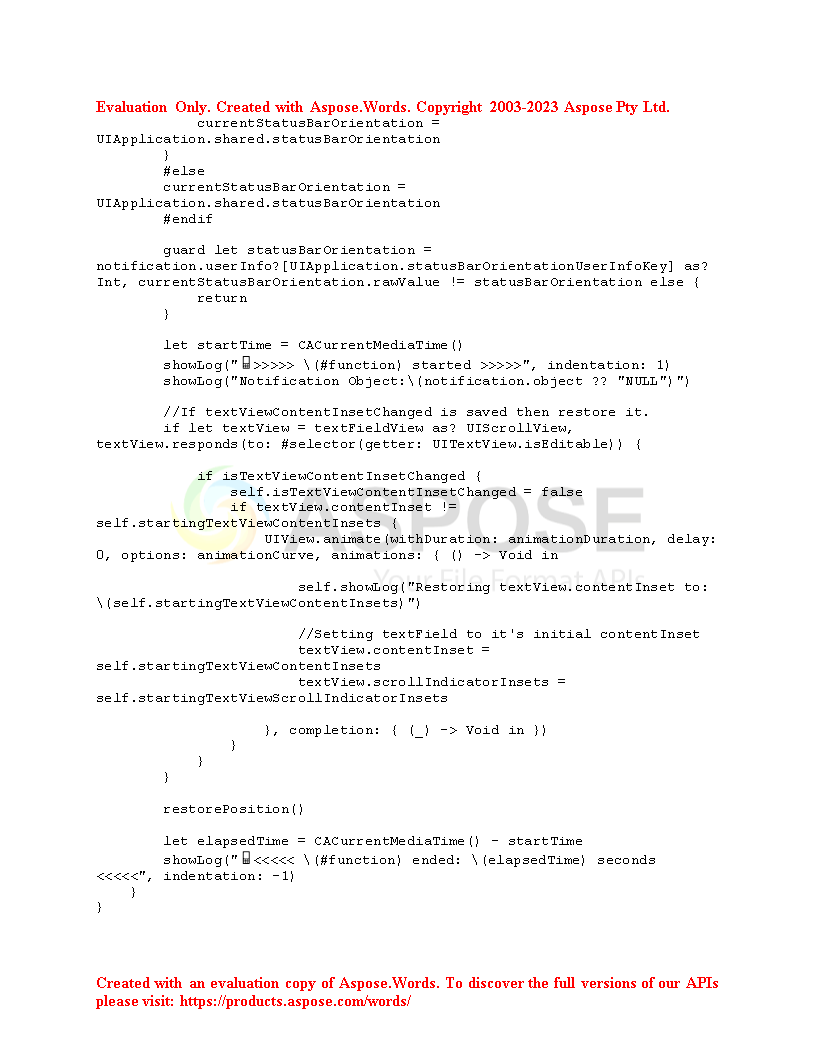 Evaluation Only. Created with Aspose.Words. Copyright 2003-2023 Aspose Pty Ltd.
            currentStatusBarOrientation =
UIApplication.shared.statusBarOrientation
        }
        #else
        currentStatusBarOrientation =
UIApplication.shared.statusBarOrientation
        #endif

        guard let statusBarOrientation =
notification.userInfo?[UIApplication.statusBarOrientationUserInfoKey] as?
Int, currentStatusBarOrientation.rawValue != statusBarOrientation else {
            return
        }

        let startTime = CACurrentMediaTime()
        showLog("📱>>>>> \(#function) started >>>>>", indentation: 1)
        showLog("Notification Object:\(notification.object ?? "NULL")")

        //If textViewContentInsetChanged is saved then restore it.
        if let textView = textFieldView as? UIScrollView,
textView.responds(to: #selector(getter: UITextView.isEditable)) {

            if isTextViewContentInsetChanged {
                self.isTextViewContentInsetChanged = false
                if textView.contentInset !=
self.startingTextViewContentInsets {
                    UIView.animate(withDuration: animationDuration, delay:
0, options: animationCurve, animations: { () -> Void in

                        self.showLog("Restoring textView.contentInset to:
\(self.startingTextViewContentInsets)")

                        //Setting textField to it's initial contentInset
                        textView.contentInset =
self.startingTextViewContentInsets
                        textView.scrollIndicatorInsets =
self.startingTextViewScrollIndicatorInsets

                    }, completion: { (_) -> Void in })
                }
            }
        }

        restorePosition()

        let elapsedTime = CACurrentMediaTime() - startTime
        showLog("📱<<<<< \(#function) ended: \(elapsedTime) seconds
<<<<<", indentation: -1)
    }
}
ASPOSE
Your File Format APIs
Created with an evaluation copy of Aspose.Words. To discover the full versions of our APIs
please visit: https://products.aspose.com/words/